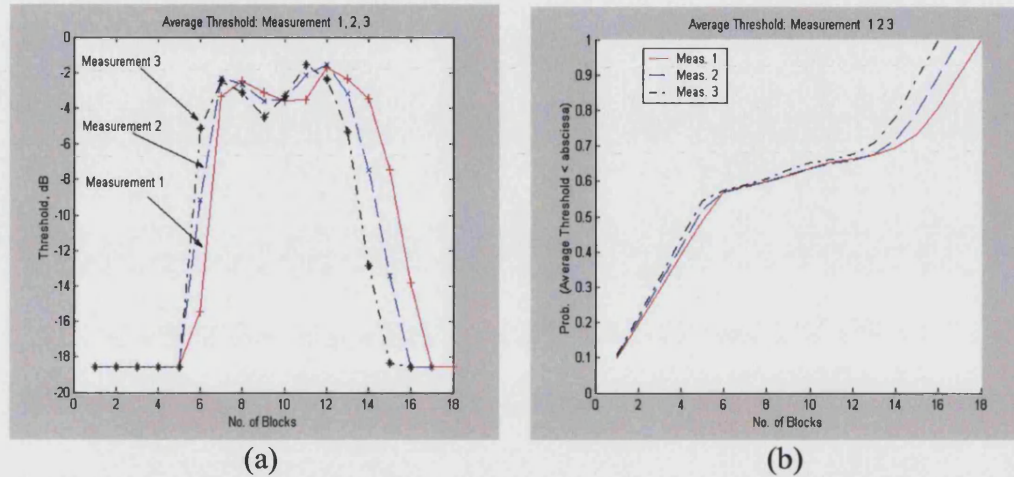 Average Threshold: Measurement 1, 2, 3
0
-2
-4
-6
-8
-10
-12
-14
-16
-18
-20
Threshold, dB
Measurement 3
Measurement 2
Measurement 1
0 2 4 6 8 10 12 14 16 18
No. of Blocks
(a)
Average Threshold: Measurement 1 2 3
1
0.9
0.8
0.7
0.6
0.5
0.4
0.3
0.2
0.1
0
Prob. (Average Threshold < abscissa)
Meas. 1
Meas. 2
Meas. 3
0 2 4 6 8 10 12 14 16 18
No. of Blocks
(b)